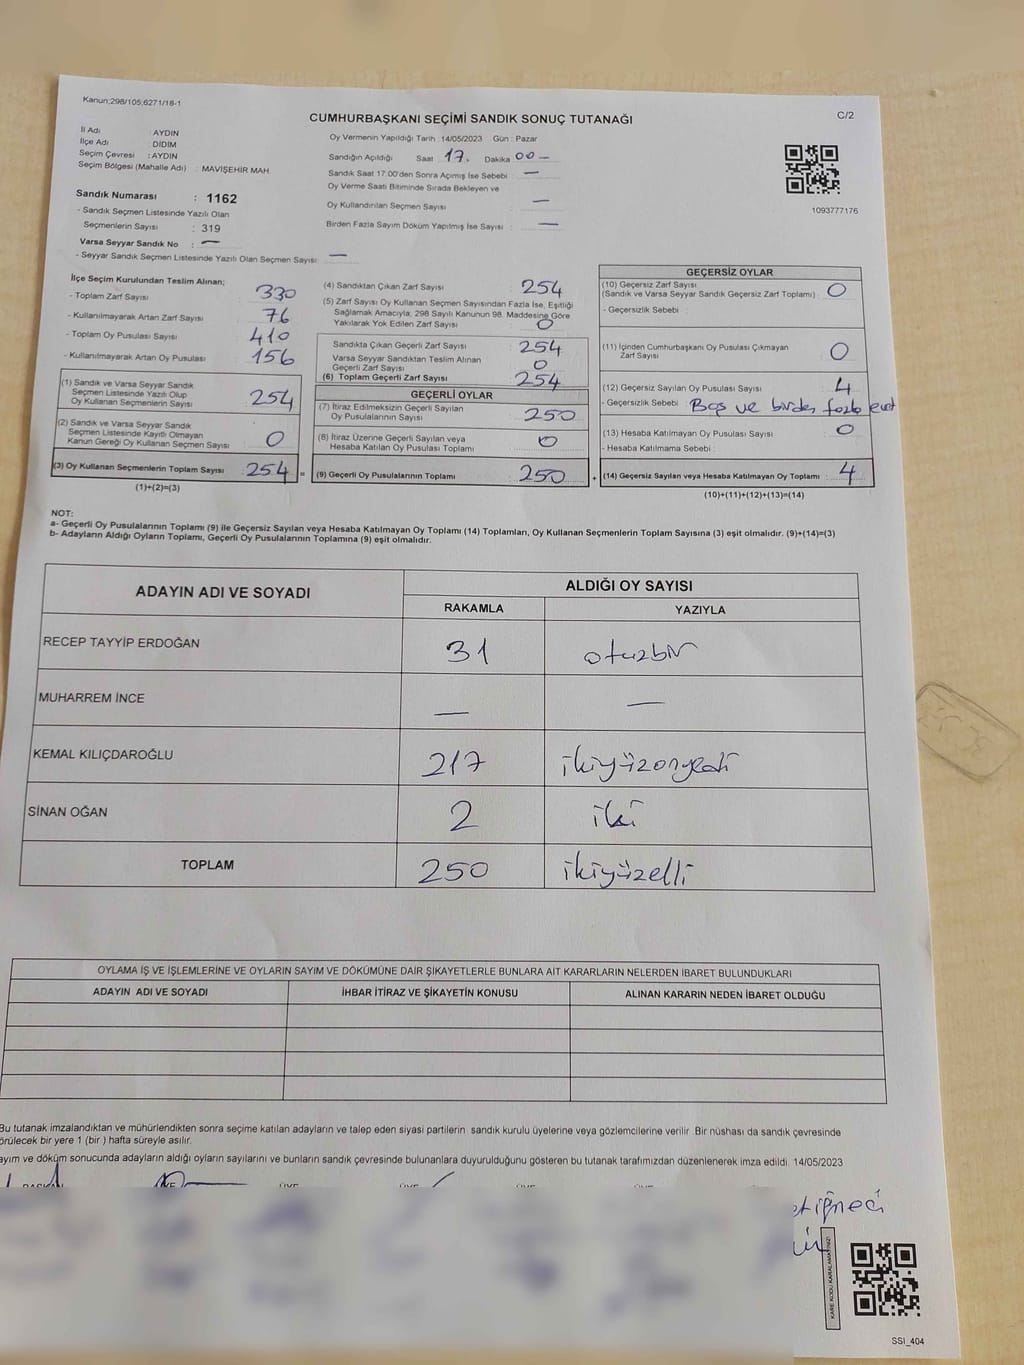 Kanun;298/105;6271/18-1
C/2
CUMHURBAŞKANI SEÇİMİ SANDIK SONUÇ TUTANAĞI
İl Adı : AYDIN
İlçe Adı : DİDİM
Seçim Çevresi : AYDIN
Seçim Bölgesi (Mahalle Adı) : MAVİŞEHİR MAH.
Sandık Numarası : 1162
- Sandık Seçmen Listesinde Yazılı Olan
Seçmenlerin Sayısı : 319
Varsa Seyyar Sandık No : —
- Seyyar Sandık Seçmen Listesinde Yazılı Olan Seçmen Sayısı: —
Oy Vermenin Yapıldığı Tarih : 14/05/2023 Gün : Pazar
Sandığın Açıldığı Saat 17. Dakika 00 —
Sandık Saat 17.00'den Sonra Açımış İse Sebebi : —
Oy Verme Saati Bitiminde Sırada Bekleyen ve
Oy Kullandırılan Seçmen Sayısı : —
Birden Fazla Sayım Döküm Yapılmış İse Sayısı : —
1093777176
İlçe Seçim Kurulundan Teslim Alınan;
- Toplam Zarf Sayısı : 330
- Kullanılmayarak Artan Zarf Sayısı : 76
- Toplam Oy Pusulası Sayısı : 410
- Kullanılmayarak Artan Oy Pusulası : 156
(1) Sandık ve Varsa Seyyar Sandık
Seçmen Listesinde Yazılı Olup
Oy Kullanan Seçmenlerin Sayısı : 254
(2) Sandık ve Varsa Seyyar Sandık
Seçmen Listesinde Kayıtlı Olmayan
Kanun Gereği Oy Kullanan Seçmen Sayısı : 0
(3) Oy Kullanan Seçmenlerin Toplam Sayısı : 254 =
(1)+(2)=(3)
(4) Sandıktan Çıkan Zarf Sayısı : 254
(5) Zarf Sayısı Oy Kullanan Seçmen Sayısından Fazla İse, Eşitliği
Sağlamak Amacıyla, 298 Sayılı Kanunun 98. Maddesine Göre
Yakılarak Yok Edilen Zarf Sayısı : 0
Sandıkta Çıkan Geçerli Zarf Sayısı : 254
Varsa Seyyar Sandıktan Teslim Alınan
Geçerli Zarf Sayısı : 0
(6) Toplam Geçerli Zarf Sayısı : 254
GEÇERLİ OYLAR
(7) İtiraz Edilmeksizin Geçerli Sayılan
Oy Pusulaları Sayısı : 250
(8) İtiraz Üzerine Geçerli Sayılan veya
Hesaba Katılan Oy Pusulaları Toplamı : 0
(9) Geçerli Oy Pusulalarının Toplamı : 250 +
GEÇERSİZ OYLAR
(10) Geçersiz Zarf Sayısı
(Sandık ve Varsa Seyyar Sandık Geçersiz Zarf Toplamı) : 0
- Geçersizlik Sebebi :
(11) İçinden Cumhurbaşkanı Oy Pusulası Çıkmayan
Zarf Sayısı : 0
(12) Geçersiz Sayılan Oy Pusulası Sayısı : 4
- Geçersizlik Sebebi : Boş ve birden fazla evet
(13) Hesaba Katılmayan Oy Pusulası Sayısı : 0
- Hesaba Katılmama Sebebi :
(14) Geçersiz Sayılan veya Hesaba Katılmayan Oy Toplamı : 4
(10)+(11)+(12)+(13)=(14)
NOT:
a- Geçerli Oy Pusulalarının Toplamı (9) ile Geçersiz Sayılan veya Hesaba Katılmayan Oy Toplamı (14) Toplamları, Oy Kullanan Seçmenlerin Toplam Sayısına (3) eşit olmalıdır. (9)+(14)=(3)
b- Adayların Aldığı Oyların Toplamı, Geçerli Oy Pusulalarının Toplamına (9) eşit olmalıdır.
ADAYIN ADI VE SOYADI
ALDIĞI OY SAYISI
RAKAMLA YAZIYLA
RECEP TAYYİP ERDOĞAN 31 otuzbir
MUHARREM İNCE — —
KEMAL KILIÇDAROĞLU 217 ikiyüzonyedi
SİNAN OĞAN 2 iki
TOPLAM 250 ikiyüzelli
OYLAMA İŞ VE İŞLEMLERİNE VE OYLARIN SAYIM VE DÖKÜMÜNE DAİR ŞİKAYETLERLE BUNLARA AİT KARARLARIN NELERDEN İBARET BULUNDUKLARI
ADAYIN ADI VE SOYADI İHBAR İTİRAZ VE ŞİKAYETİN KONUSU ALINAN KARARIN NEDEN İBARET OLDUĞU
Bu tutanak imzalandıktan ve mühürlendikten sonra seçime katılan adayların ve talep eden siyasi partilerin sandık kurulu üyelerine veya gözlemcilerine verilir. Bir nüshası da sandık çevresinde
örülecek bir yere 1 (bir) hafta süreyle asılır.
ayım ve döküm sonucunda adayların aldığı oyların sayılarını ve bunların sandık çevresinde bulunanlara duyurulduğunu gösteren bu tutanak tarafımızdan düzenlenerek imza edildi. 14/05/2023
BAŞKAN ÜYE ÜYE ÜYE ÜYE ÜYE
KARE KODU KARALAMAYINIZ!
SSİ_404